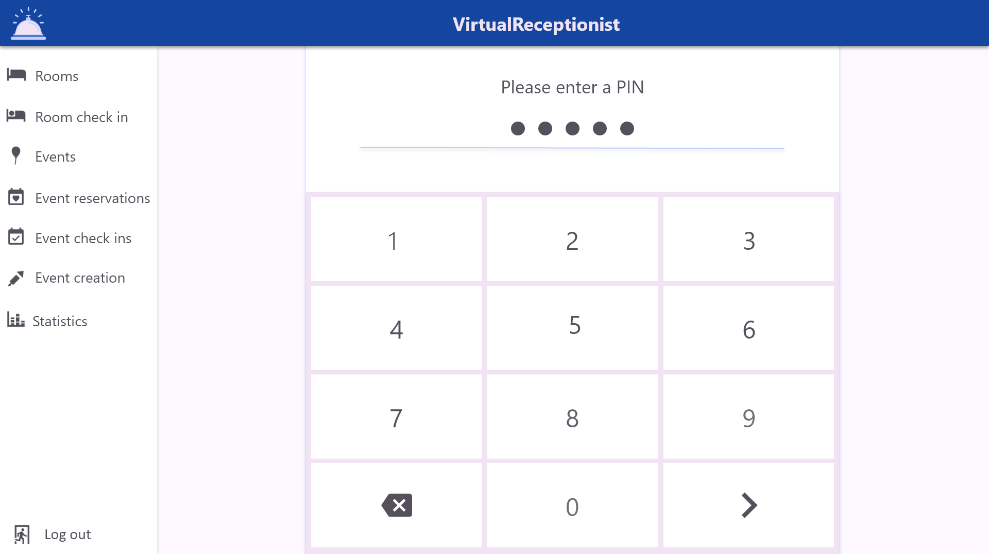 VirtualReceptionist
Rooms
Room check in
Events
Event reservations
Event check ins
Event creation
Statistics
Log out
Please enter a PIN
1 2 3
4 5 6
7 8 9
0